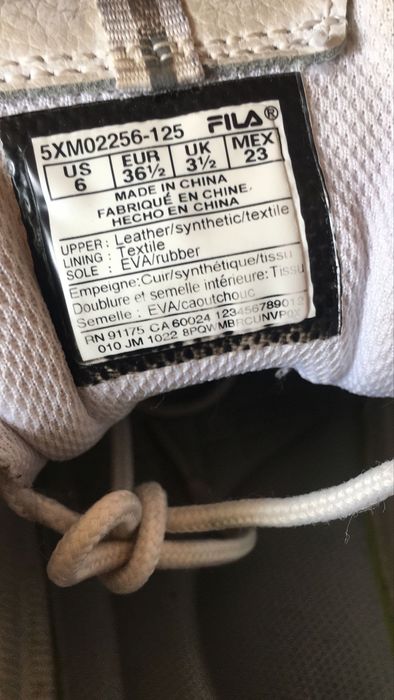 5XM02256-125 FILA®
US EUR UK MEX
6 36½ 3½ 23
MADE IN CHINA
FABRIQUÉ EN CHINE
HECHO EN CHINA
UPPER : Leather/synthetic/textile
LINING : Textile
SOLE : EVA/rubber
Empeigne: Cuir/synthétique/tissu
Doublure et semelle intérieure: Tissu
Semelle : EVA/caoutchouc
RN 91175 CA 60024 123456789012
010 JM 1022